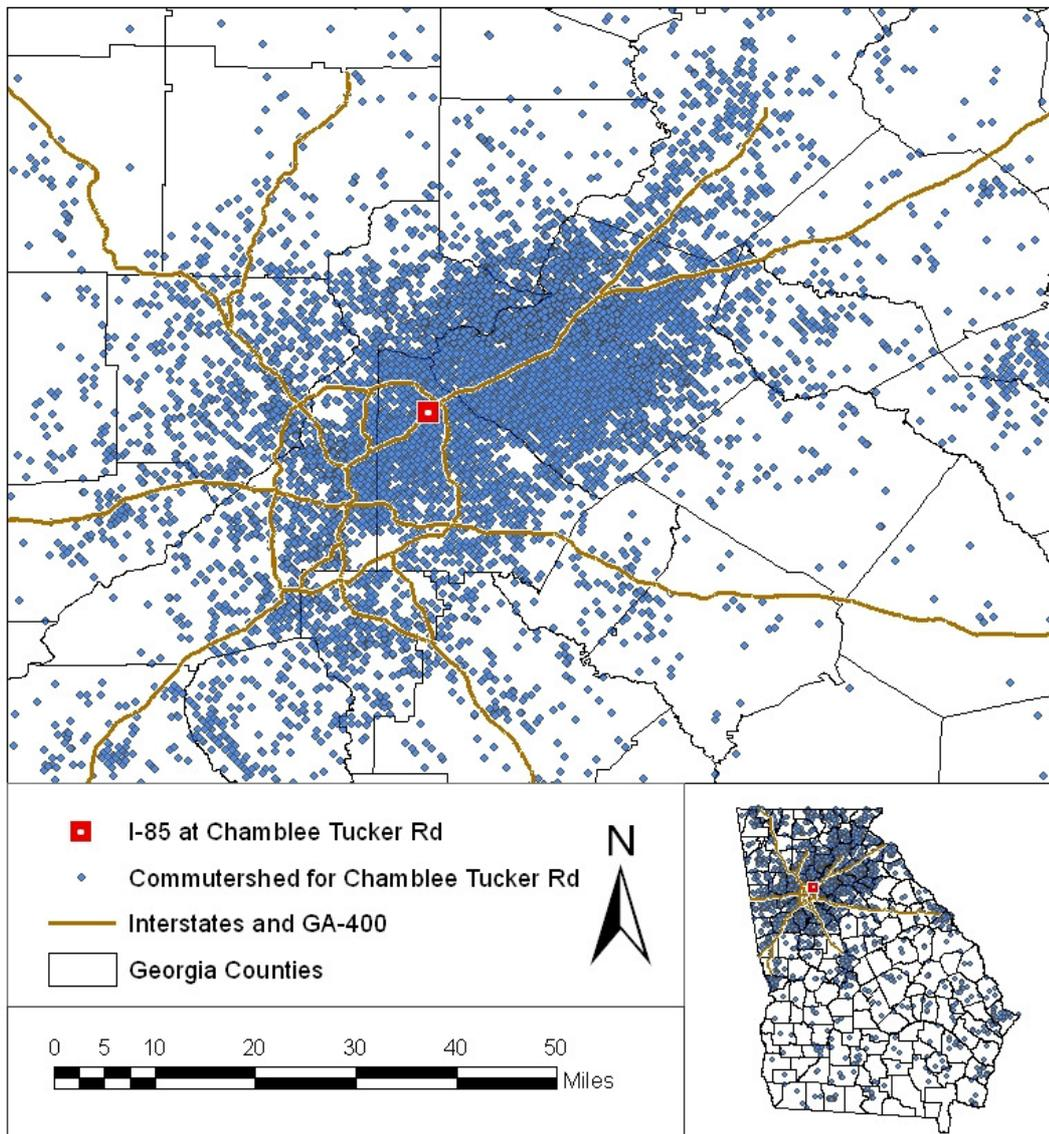 I-85 at Chamblee Tucker Rd
N
Commutershed for Chamblee Tucker Rd
Interstates and GA-400
Georgia Counties
0 5 10 20 30 40 50
Miles